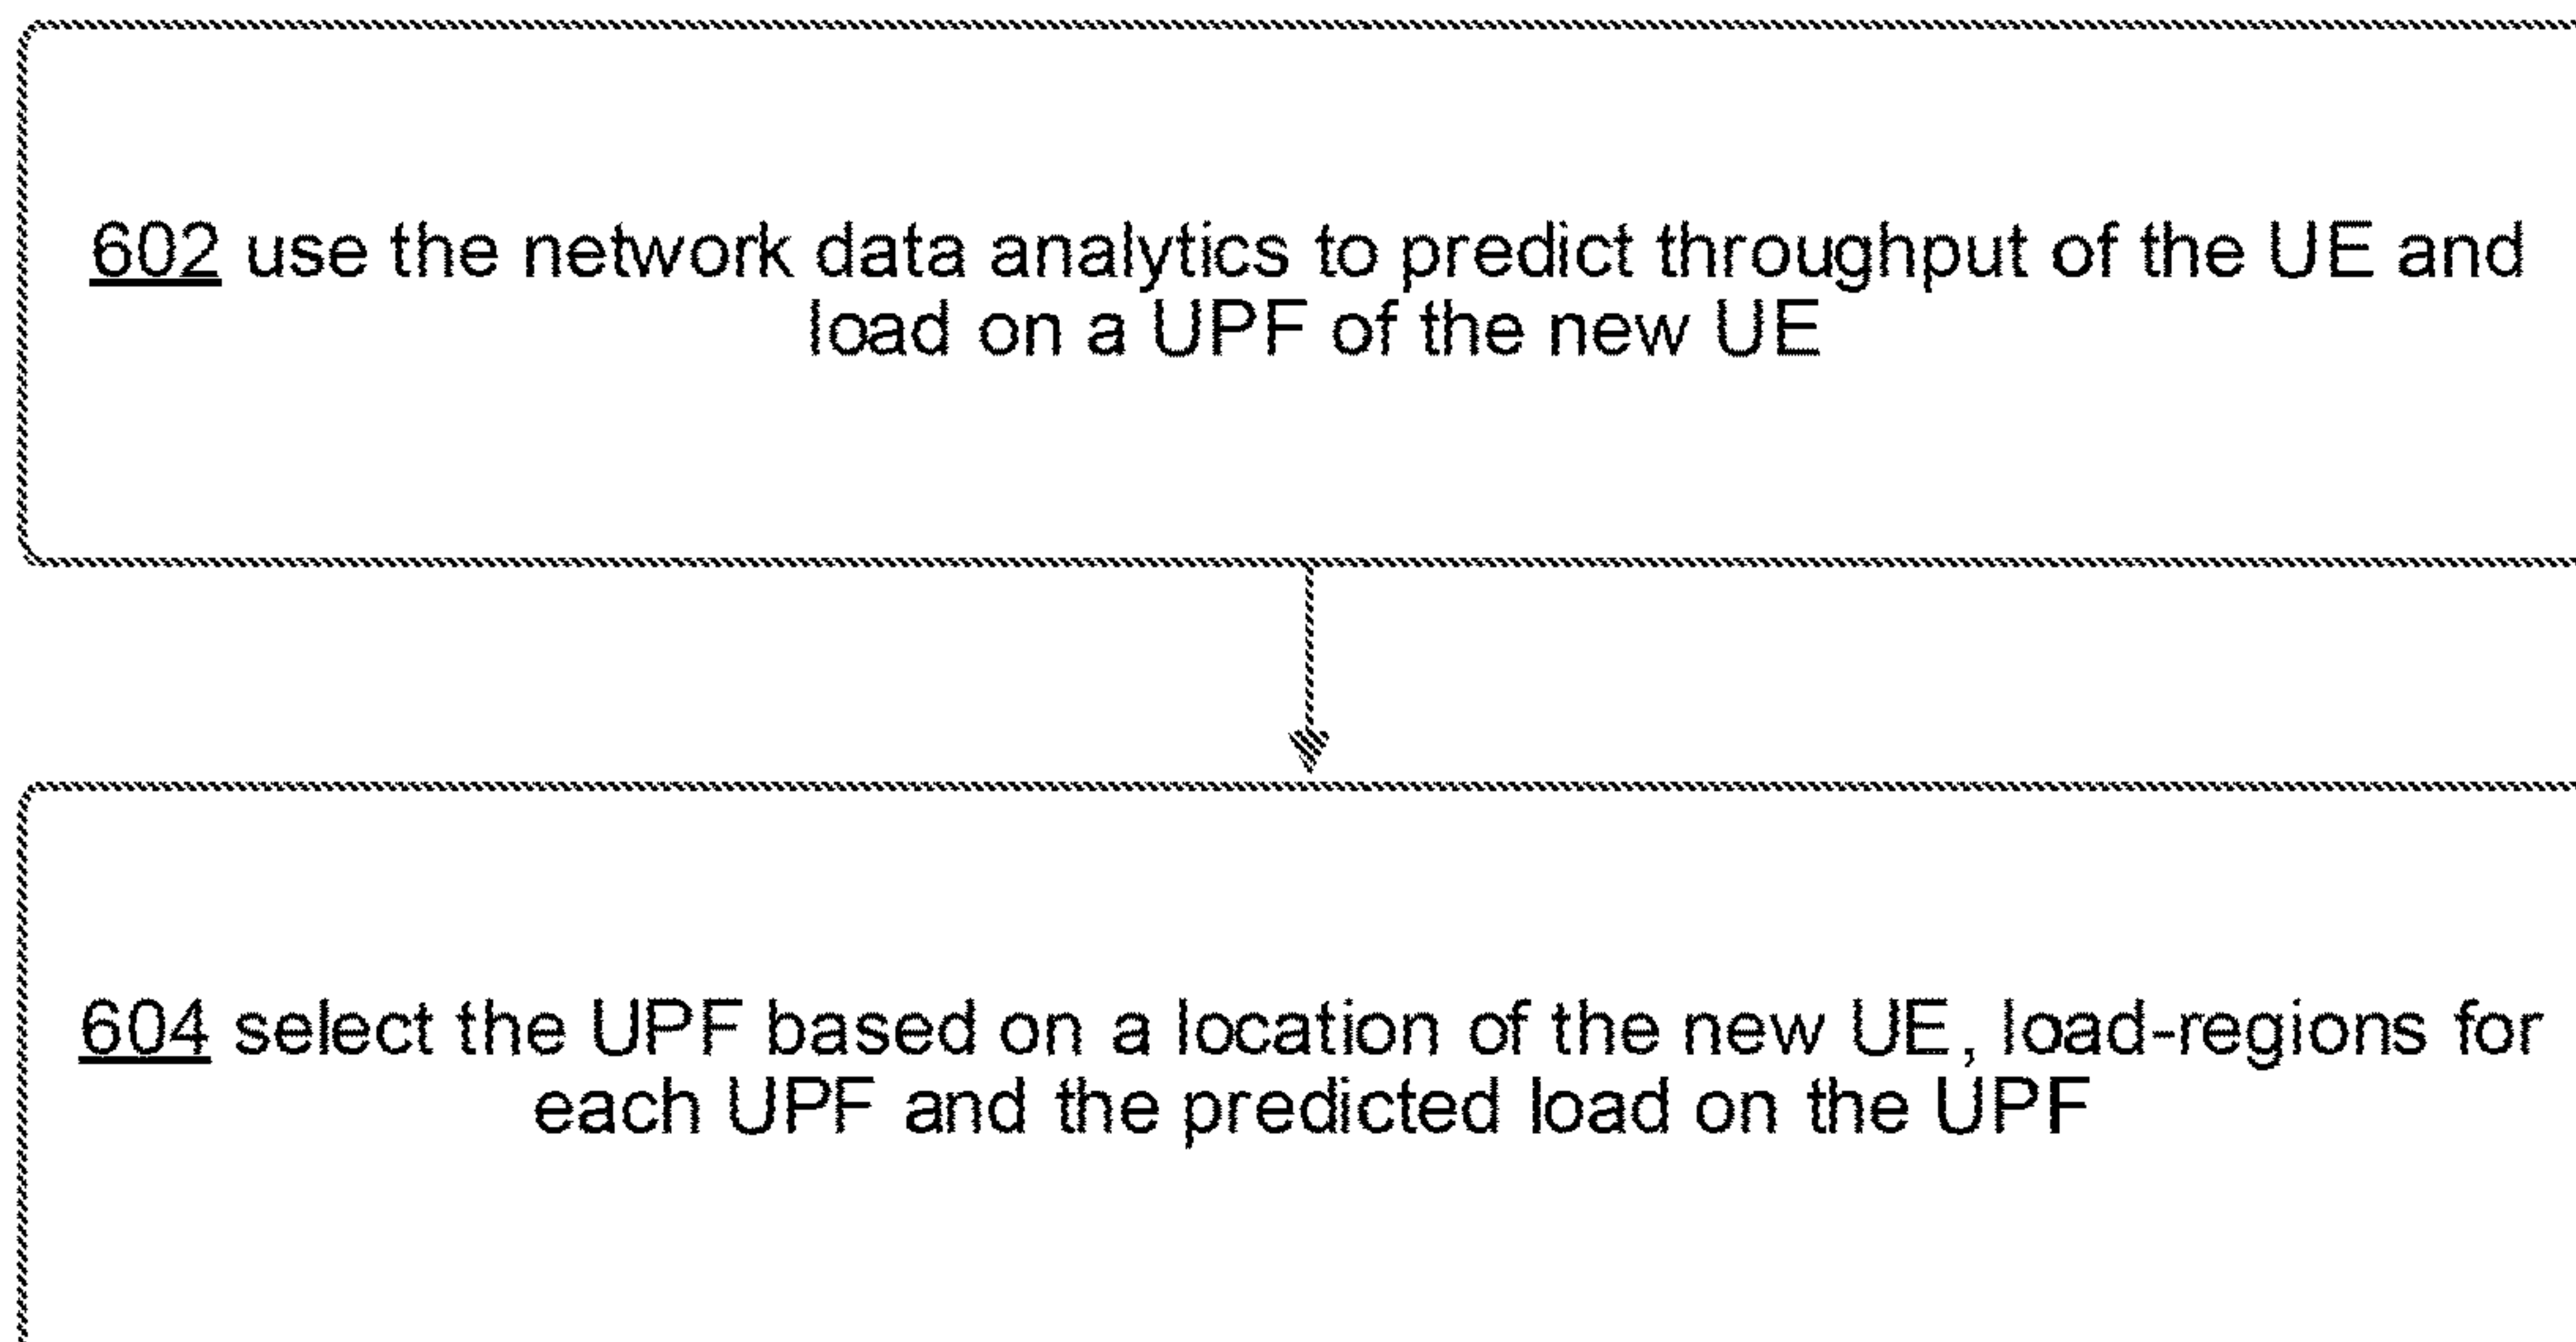 602 use the network data analytics to predict throughput of the UE and
load on a UPF of the new UE
604 select the UPF based on a location of the new UE, load-regions for
each UPF and the predicted load on the UPF